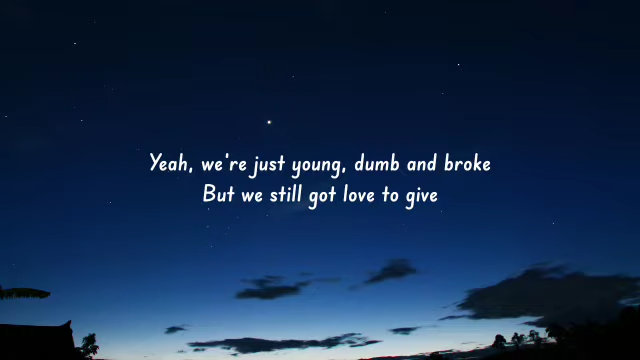 Yeah, we're just young, dumb and broke
But we still got love to give